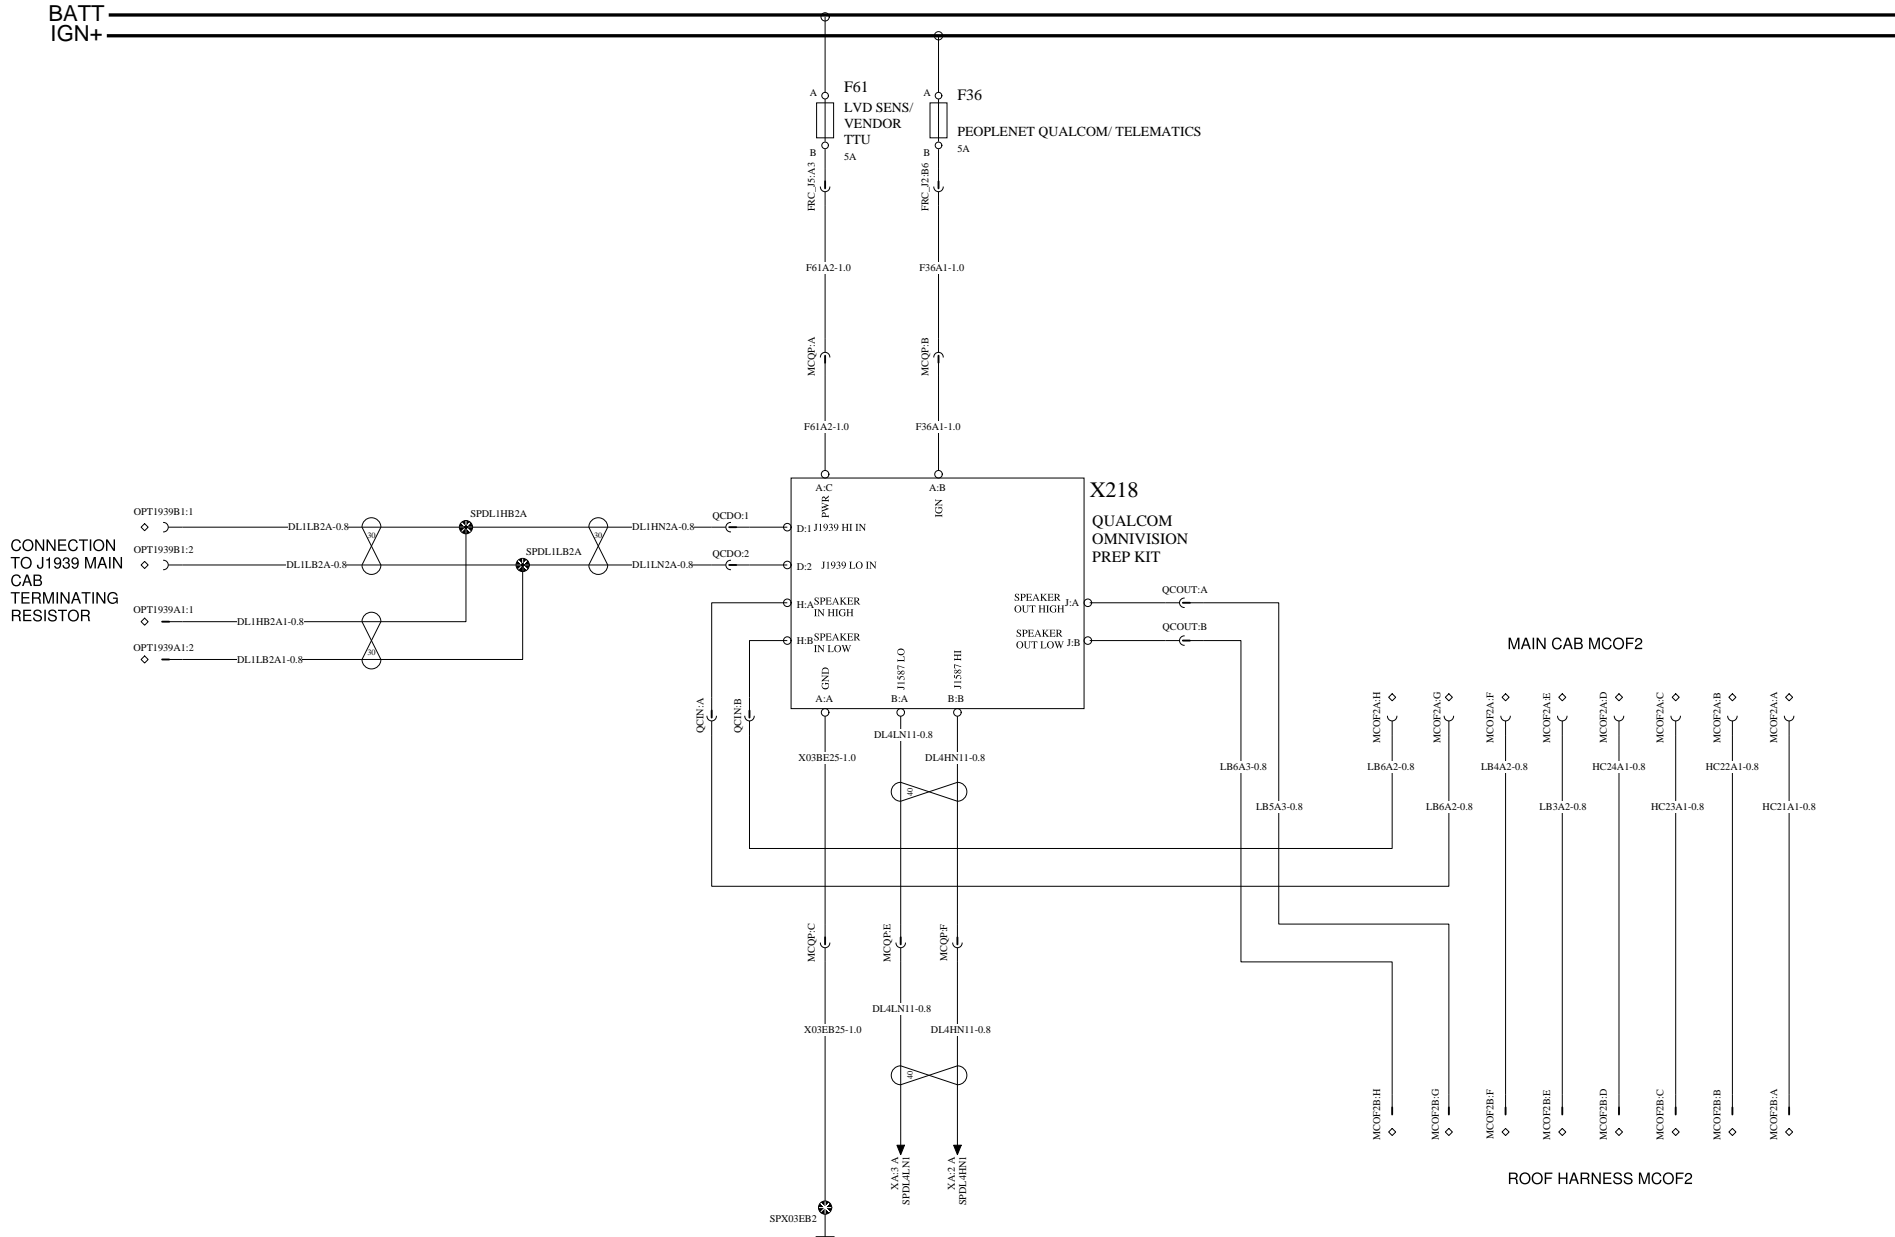 BATT
IGN+
A
F61
LVD SENS/
VENDOR
TTU
B
5A
FRC_J5:A3
A
F36
PEOPLENET QUALCOM/ TELEMATICS
B
5A
FRC_J2:B6
F61A2-1.0
F36A1-1.0
MCQP:A
MCQP:B
F61A2-1.0
F36A1-1.0
A:C
PWR
A:B
IGN
X218
QUALCOM
OMNIVISION
PREP KIT
CONNECTION
TO J1939 MAIN
CAB
TERMINATING
RESISTOR
OPT1939B1:1
DL1LB2A-0.8
30
SPDL1HB2A
30
DL1HN2A-0.8
QCDO:1
D:1
J1939 HI IN
OPT1939B1:2
DL1LB2A-0.8
SPDL1LB2A
DL1LN2A-0.8
QCDO:2
D:2
J1939 LO IN
OPT1939A1:1
DL1HB2A1-0.8
30
OPT1939A1:2
DL1LB2A1-0.8
H:A
SPEAKER
IN HIGH
H:B
SPEAKER
IN LOW
SPEAKER
OUT HIGH
J:A
QCOUT:A
SPEAKER
OUT LOW
J:B
QCOUT:B
GND
A:A
J1587 LO
B:A
J1587 HI
B:B
QCIN:A
QCIN:B
DL4LN11-0.8
X03BE25-1.0
DL4HN11-0.8
40
LB6A3-0.8
LB5A3-0.8
MAIN CAB MCOF2
MCOF2A:H
MCOF2A:G
MCOF2A:F
MCOF2A:E
MCOF2A:D
MCOF2A:C
MCOF2A:B
MCOF2A:A
LB6A2-0.8
LB4A2-0.8
HC24A1-0.8
HC22A1-0.8
LB6A2-0.8
LB3A2-0.8
HC23A1-0.8
HC21A1-0.8
MCQP:C
MCQP:E
MCQP:F
DL4LN11-0.8
X03EB25-1.0
DL4HN11-0.8
40
MCOF2B:H
MCOF2B:G
MCOF2B:F
MCOF2B:E
MCOF2B:D
MCOF2B:C
MCOF2B:B
MCOF2B:A
XA:3 A
SPDL4LN1
XA:2 A
SPDL4HN1
ROOF HARNESS MCOF2
SPX03EB2